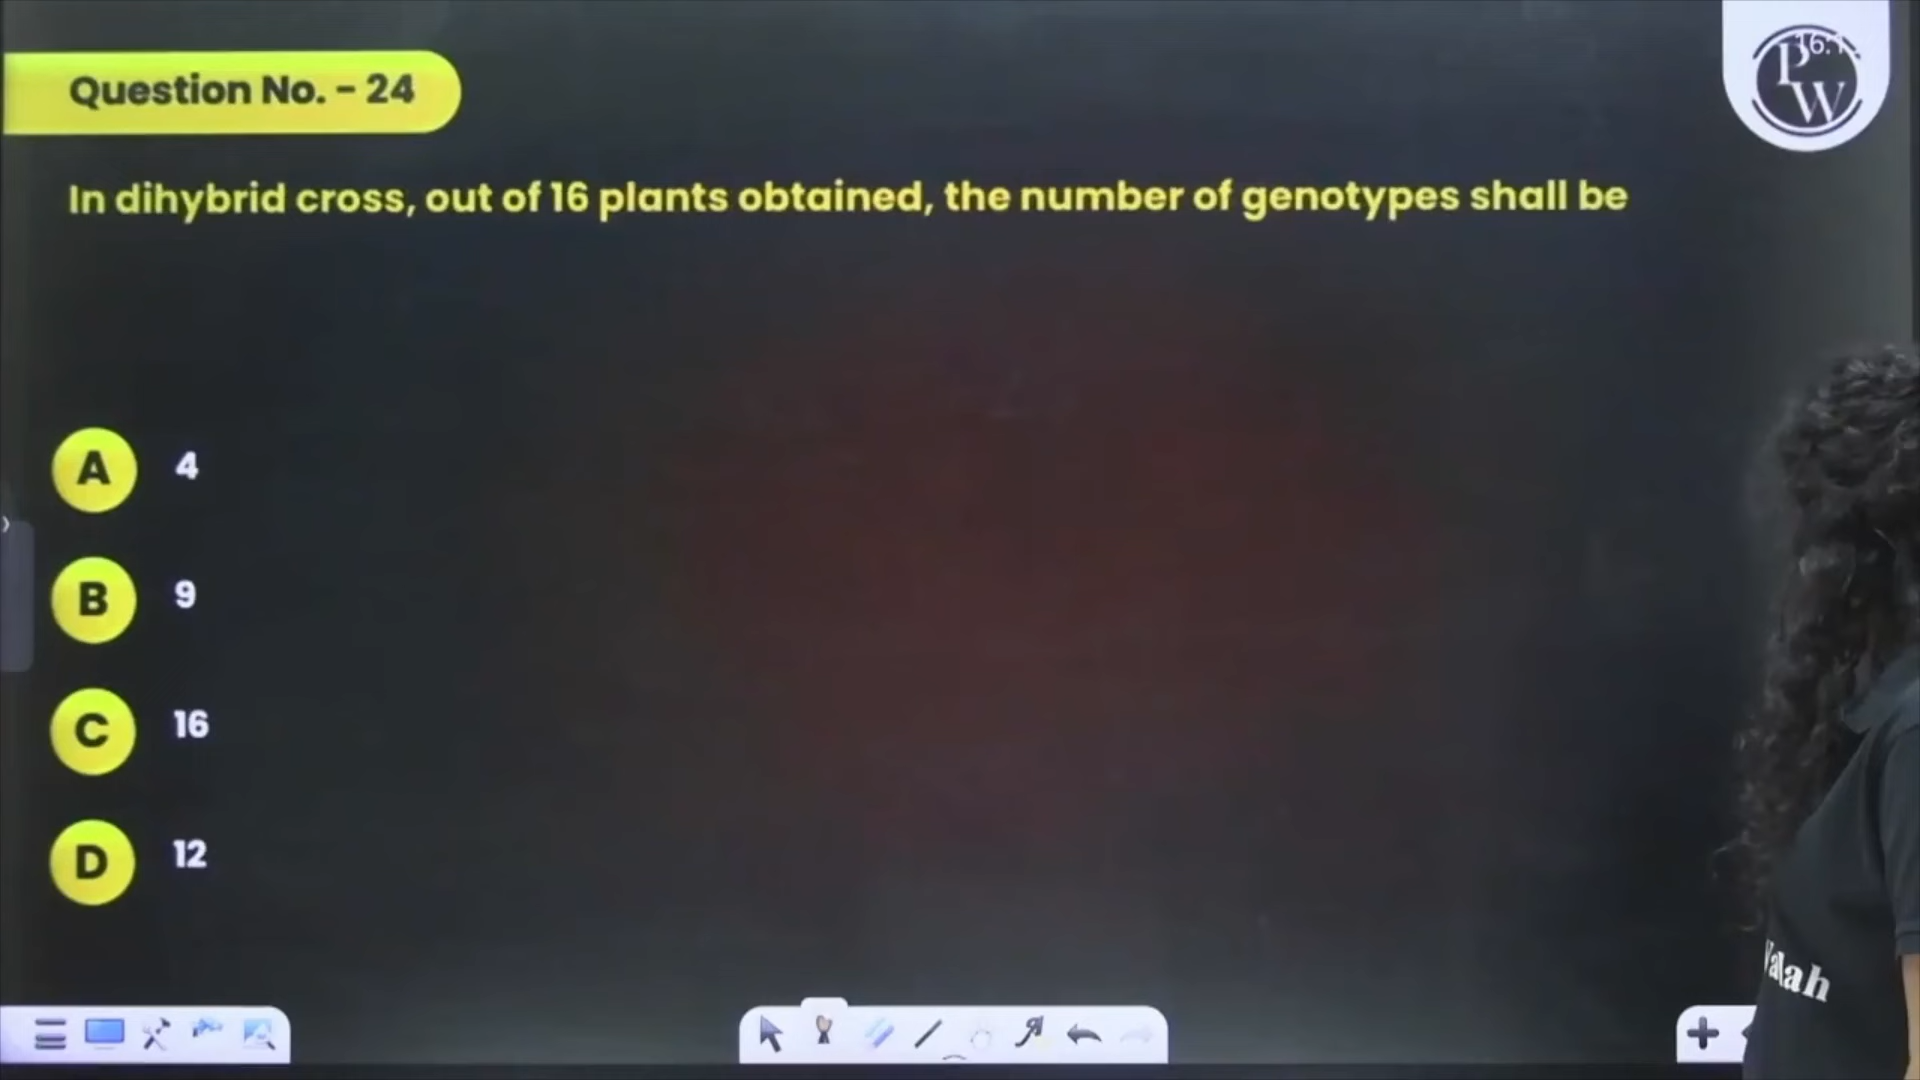 Question No. - 24
PW
In dihybrid cross, out of 16 plants obtained, the number of genotypes shall be
A 4
B 9
C 16
D 12